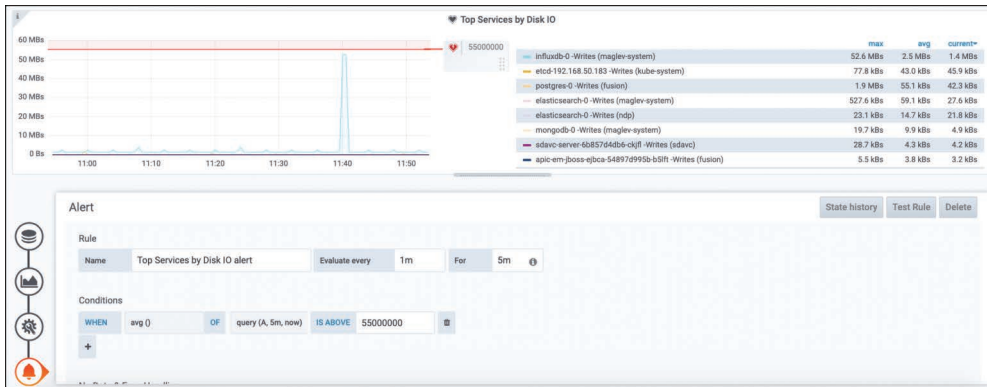 i
Top Services by Disk IO
60 MBs
50 MBs
40 MBs
30 MBs
20 MBs
10 MBs
0 Bs
11:00 11:10 11:20 11:30 11:40 11:50
55000000
max avg current
influxdb-0 -Writes (maglev-system) 52.6 MBs 2.5 MBs 1.4 MBs
etcd-192.168.50.183 -Writes (kube-system) 77.8 kBs 43.0 kBs 45.9 kBs
postgres-0 -Writes (fusion) 1.9 MBs 55.1 kBs 42.3 kBs
elasticsearch-0 -Writes (maglev-system) 527.6 kBs 59.1 kBs 27.6 kBs
elasticsearch-0 -Writes (ndp) 23.1 kBs 14.7 kBs 21.8 kBs
mongodb-0 -Writes (maglev-system) 19.7 kBs 9.9 kBs 4.9 kBs
sdavc-server-6b857d4db6-ckjfl -Writes (sdavc) 28.7 kBs 4.3 kBs 4.2 kBs
apic-em-jboss-ejbca-54897d995b-b5lft -Writes (fusion) 5.5 kBs 3.8 kBs 3.2 kBs
Alert
State history Test Rule Delete
Rule
Name Top Services by Disk IO alert Evaluate every 1m For 5m
Conditions
WHEN avg () OF query (A, 5m, now) IS ABOVE 55000000
+